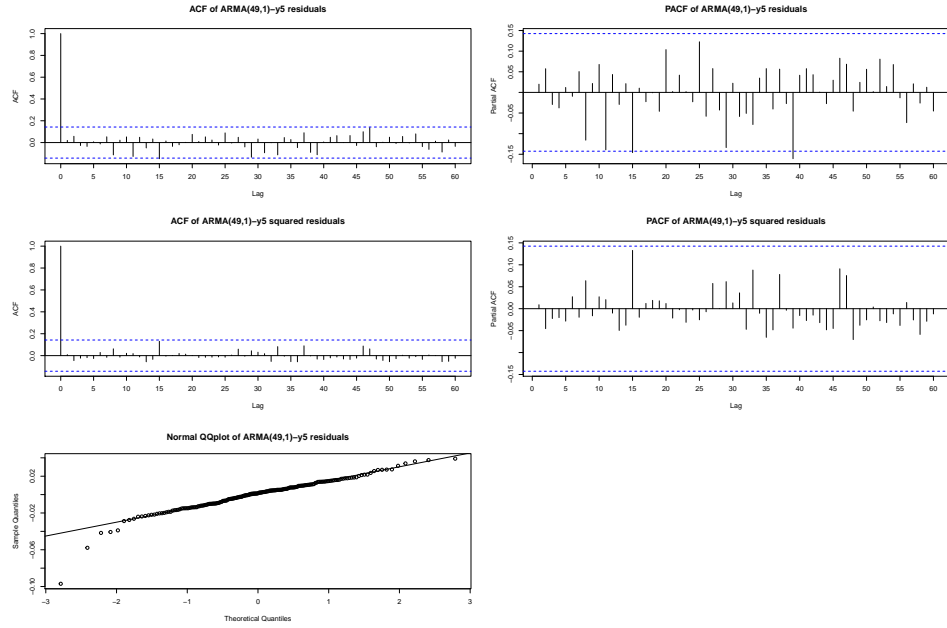 ACF of ARMA(49,1)−y5 residuals
ACF
0.0 0.2 0.4 0.6 0.8 1.0
0 5 10 15 20 25 30 35 40 45 50 55 60
Lag
PACF of ARMA(49,1)−y5 residuals
Partial ACF
−0.15 −0.05 0.05 0.15
0 5 10 15 20 25 30 35 40 45 50 55 60
Lag
ACF of ARMA(49,1)−y5 squared residuals
ACF
0.0 0.2 0.4 0.6 0.8 1.0
0 5 10 15 20 25 30 35 40 45 50 55 60
Lag
PACF of ARMA(49,1)−y5 squared residuals
Partial ACF
−0.15 −0.05 0.00 0.05 0.10 0.15
0 5 10 15 20 25 30 35 40 45 50 55 60
Lag
Normal QQplot of ARMA(49,1)−y5 residuals
Sample Quantiles
−0.10 −0.06 −0.02 0.02
−3 −2 −1 0 1 2 3
Theoretical Quantiles